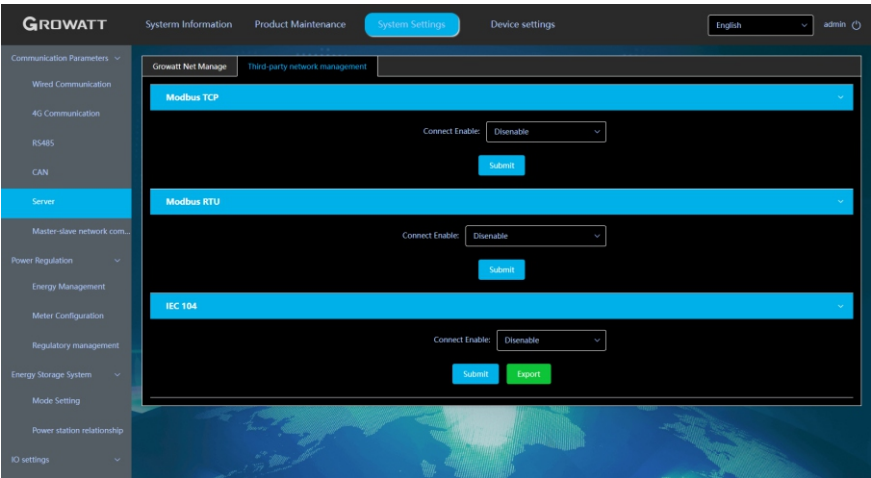 GROWATT
Systerm Information Product Maintenance System Settings Device settings English admin
Communication Parameters
Wired Communication
4G Communication
RS485
CAN
Server
Master-slave network com...
Power Regulation
Energy Management
Meter Configuration
Regulatory management
Energy Storage System
Mode Setting
Power station relationship
IO settings
Growatt Net Manage Third-party network management
Modbus TCP
Connect Enable: Disenable
Submit
Modbus RTU
Connect Enable: Disenable
Submit
IEC 104
Connect Enable: Disenable
Submit Export